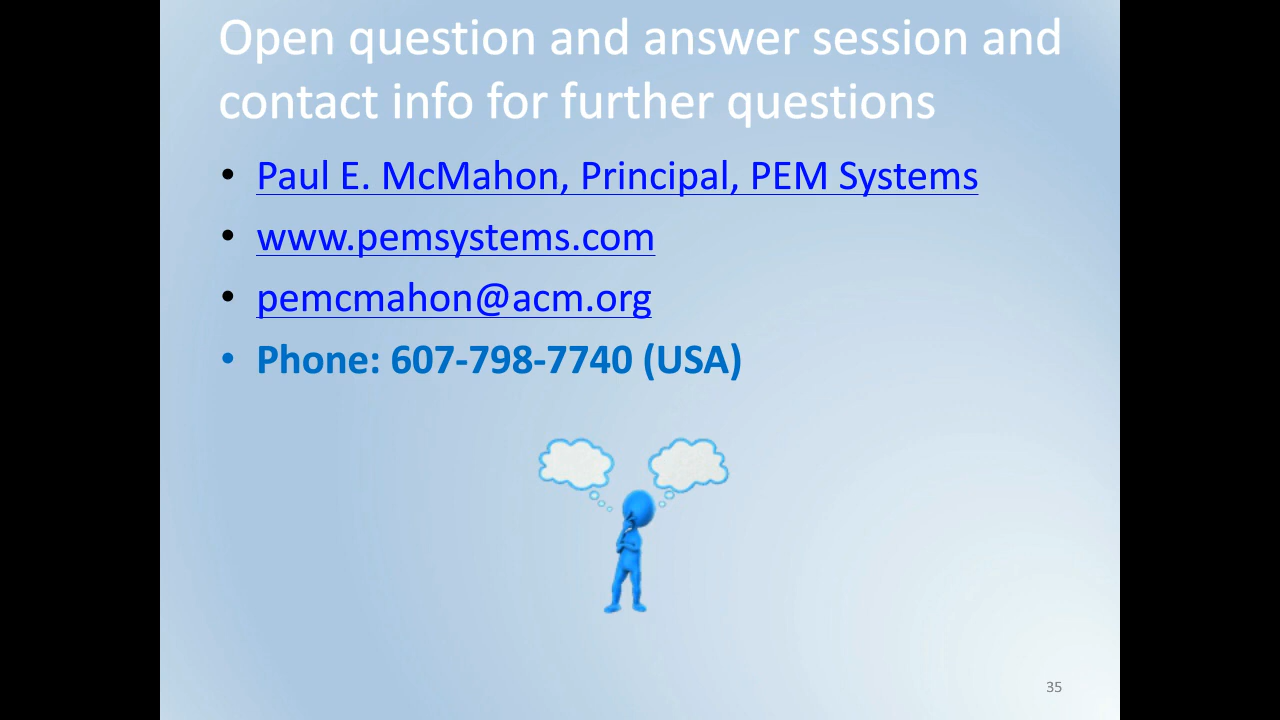 Open question and answer session and
contact info for further questions
• Paul E. McMahon, Principal, PEM Systems
• www.pemsystems.com
• pemcmahon@acm.org
• Phone: 607-798-7740 (USA)
35